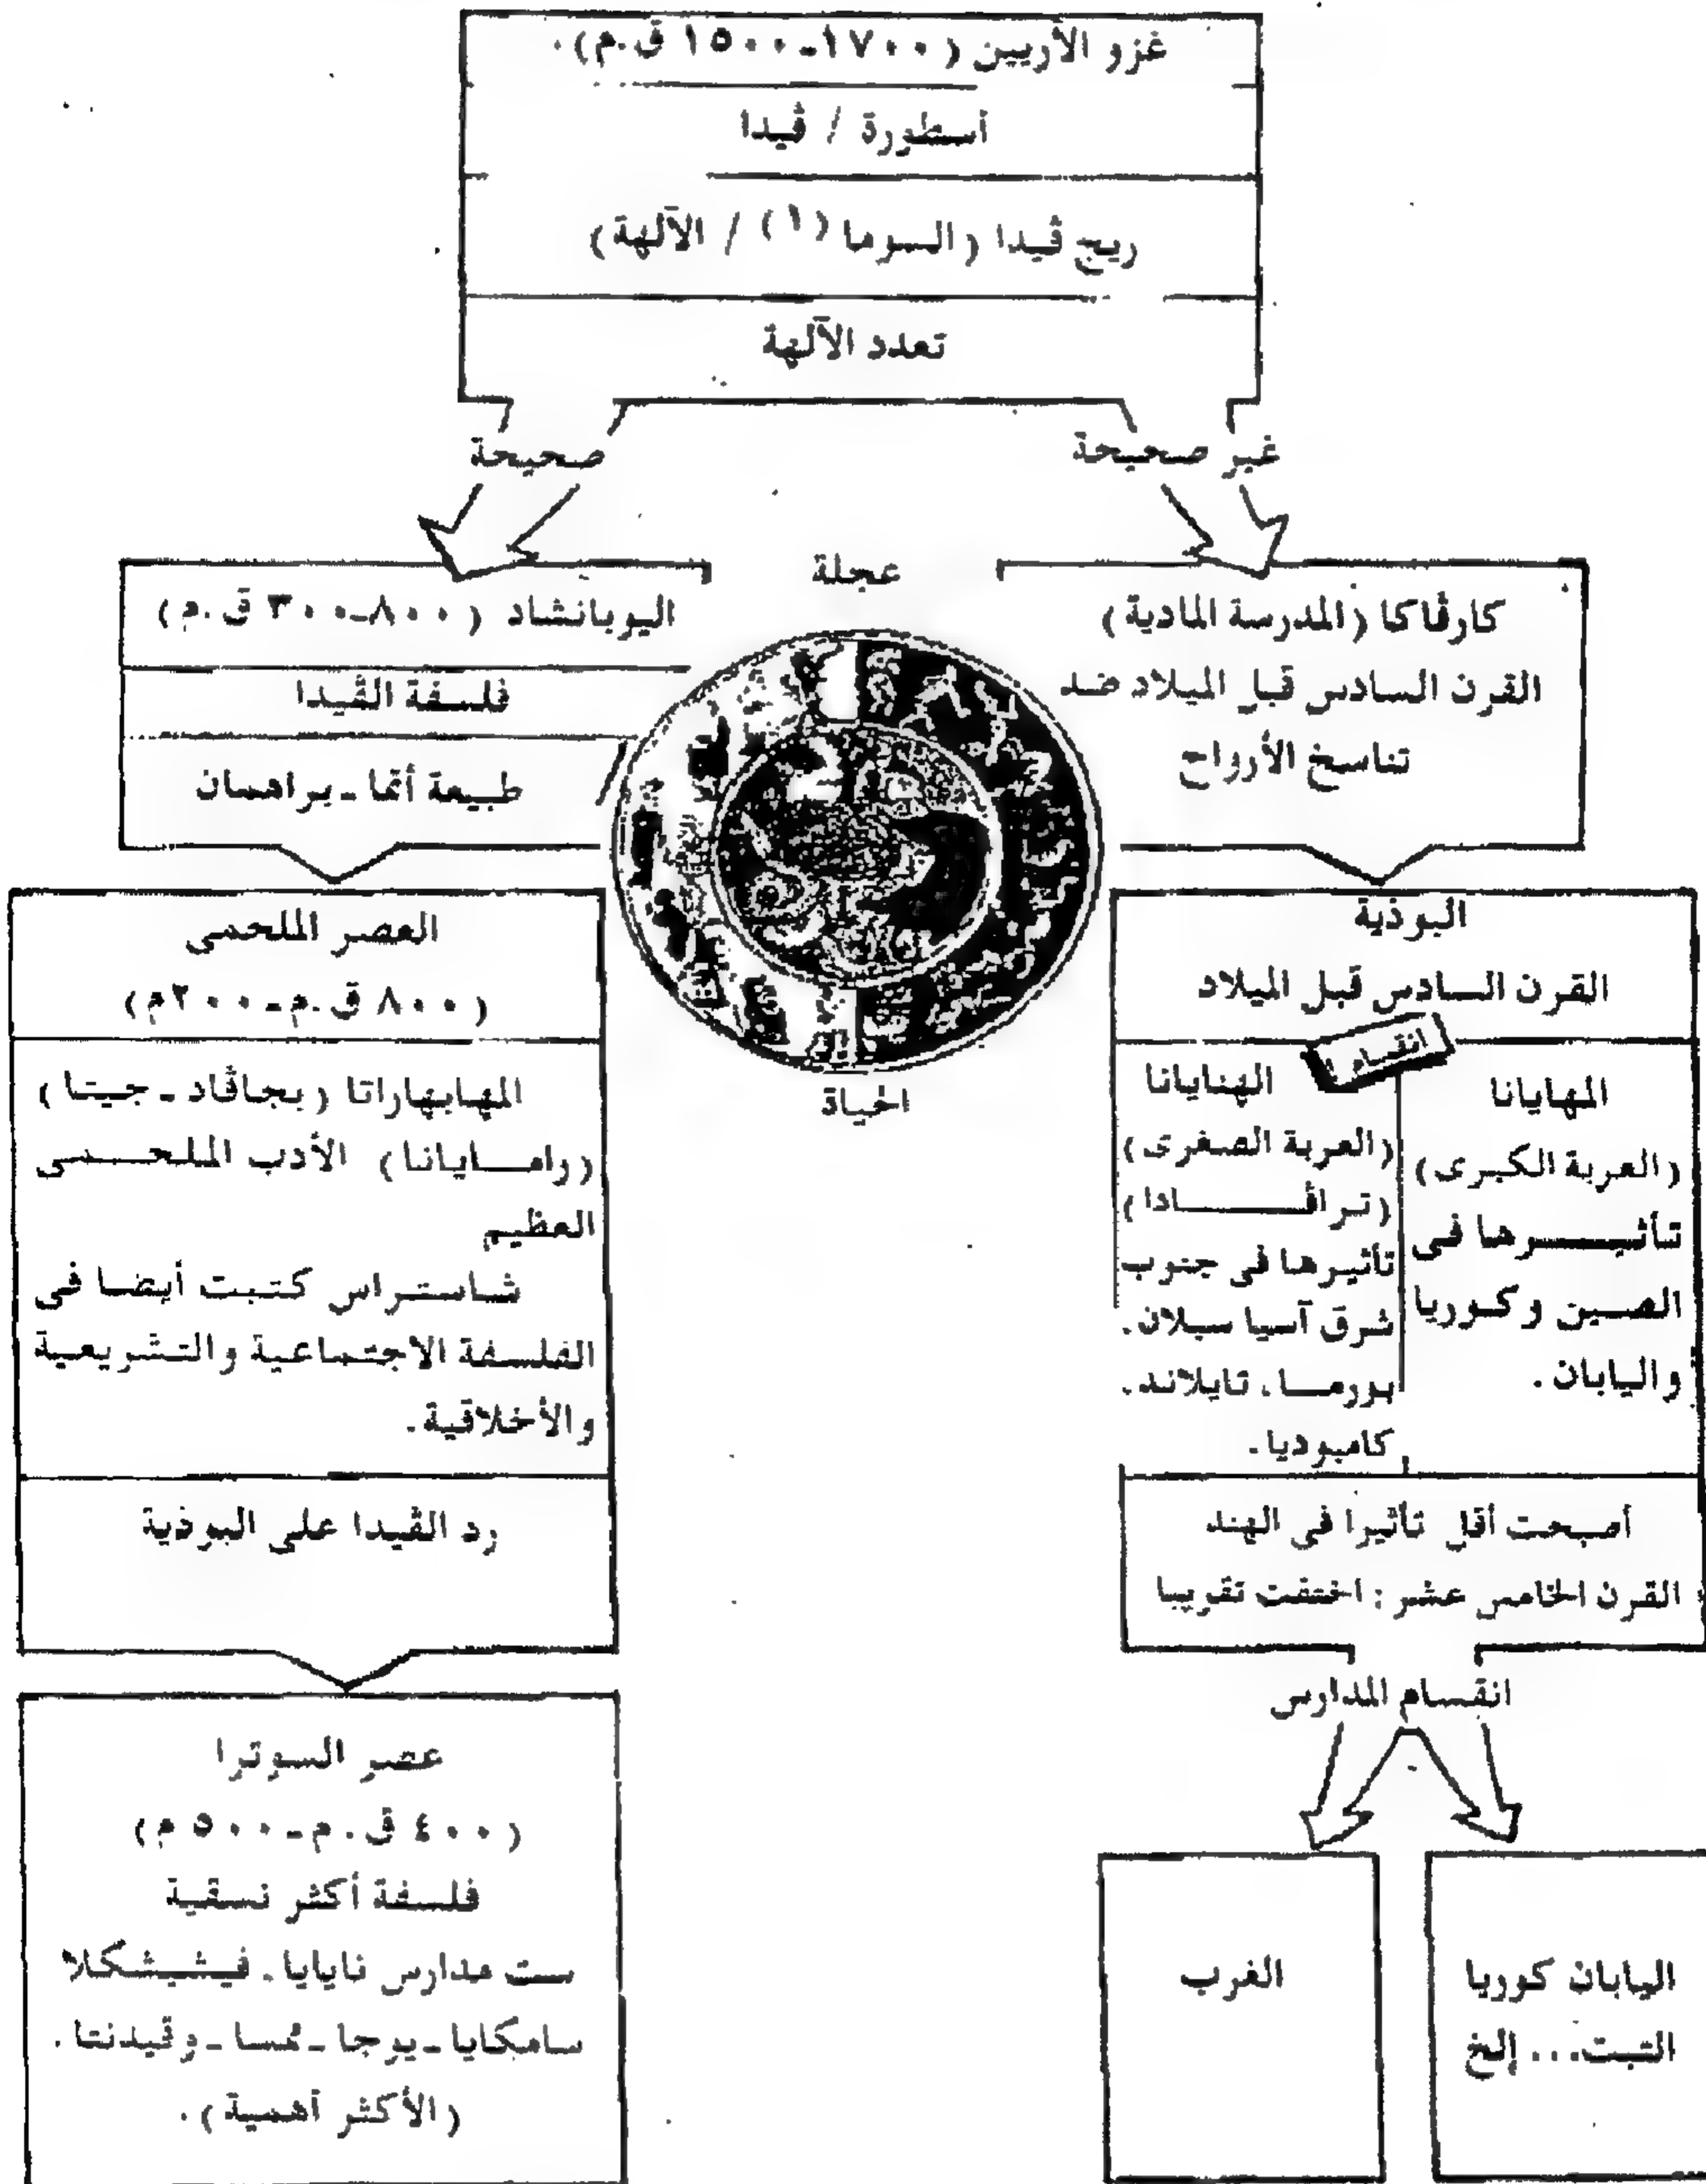 غزو الآريين (١٧٠٠-١٥٠٠ ق.م).
أسطورة / ڤيدا
ريج ڤيدا (السوما (١) / الآلهة)
تعدد الآلهة
غير صحيحة
صحيحة
كارڤاكا (المدرسة المادية)
القرن السادس قبل الميلاد ضد
تناسخ الأرواح
عجلة
الحياة
اليوبانشاد (٨٠٠-٣٠٠ ق.م)
فلسفة الڤيدا
طبيعة أتما - براهمان
البوذية
القرن السادس قبل الميلاد
انقسام
المهايانا
(العربة الكبرى)
تأثيرها فى
الصين وكوريا
واليابان.
الهنايانا
(العربة الصغرى)
(تراڤادا)
تأثيرها فى جنوب
شرق آسيا سيلان.
بورما. تايلاند.
كامبوديا.
أصبحت أقل تأثيرا فى الهند
القرن الخامس عشر: اختفت تقريبا
انقسام المدارس
اليابان كوريا
التبت... إلخ
الغرب
العصر الملحمى
(٨٠٠ ق.م - ٢٠٠م)
المهابهاراتا (بجاڤاد - جيتا)
(رامايانا) الأدب الملحمى
العظيم
شاستراس كتبت أيضا فى
الفلسفة الاجتماعية والتشريعية
والأخلاقية.
رد الڤيدا على البوذية
عصر السوترا
(٤٠٠ ق.م - ٥٠٠ م)
فلسفة أكثر نسقية
ست مدارس نايايا - فيشيشكلا
سامكايا - يوجا - ممسا - وڤيدنتا.
(الأكثر أهمية).